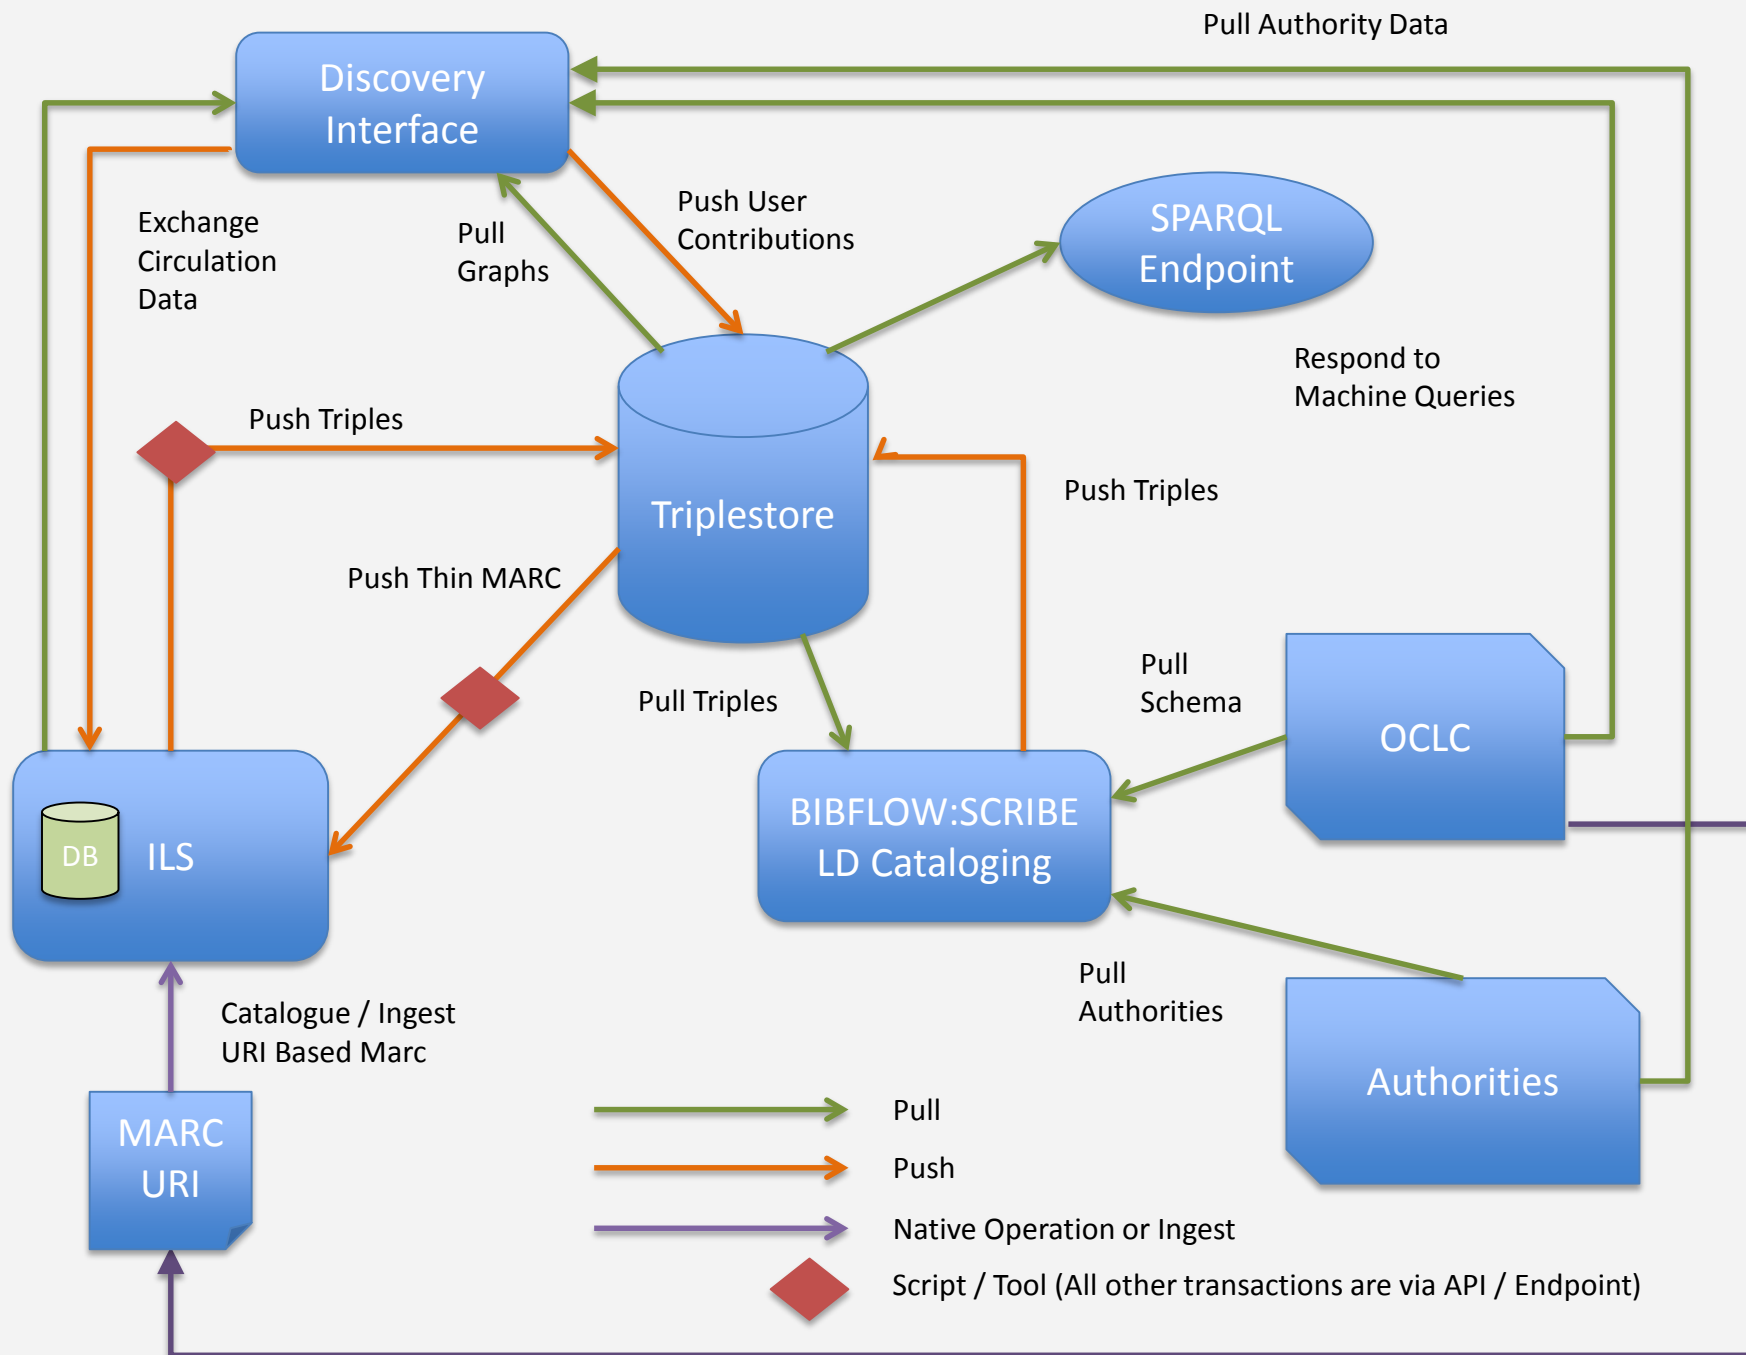 Pull Authority Data
Discovery
Interface
Exchange
Circulation
Data
Pull
Graphs
Push User
Contributions
SPARQL
Endpoint
Respond to
Machine Queries
Push Triples
Triplestore
Push Triples
Push Thin MARC
Pull Triples
Pull
Schema
OCLC
DB
ILS
BIBFLOW:SCRIBE
LD Cataloging
Pull
Authorities
Authorities
Catalogue / Ingest
URI Based Marc
MARC
URI
Pull
Push
Native Operation or Ingest
Script / Tool (All other transactions are via API / Endpoint)